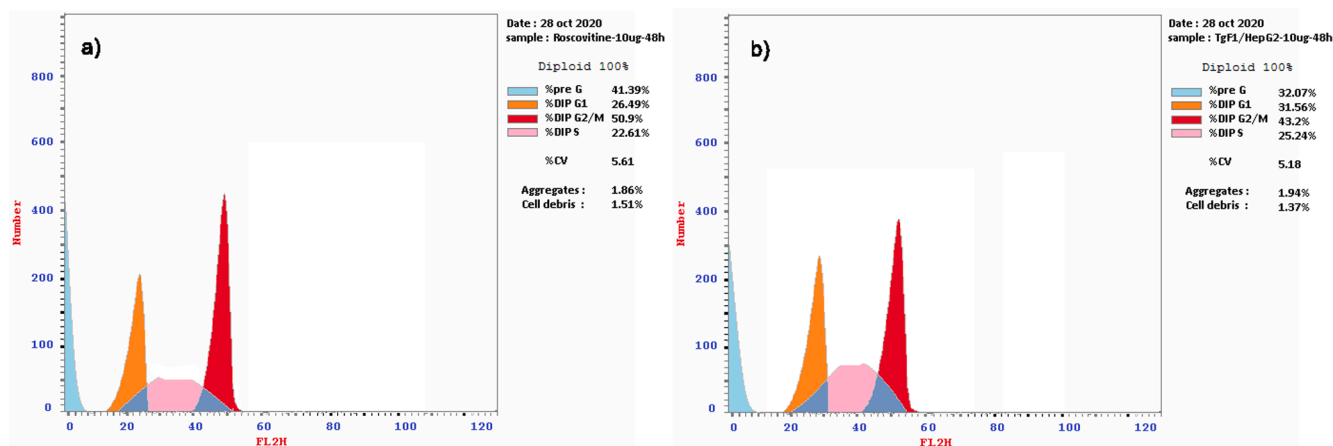 a)
Date : 28 oct 2020
sample : Roscovitine-10ug-48h
Diploid 100%
%pre G 41.39%
%DIP G1 26.49%
%DIP G2/M 50.9%
%DIP S 22.61%
%CV 5.61
Aggregates : 1.86%
Cell debris : 1.51%
Number
800
600
400
200
100
0
0 20 40 60 80 100 120
FL2H
b)
Date : 28 oct 2020
sample : TgF1/HepG2-10ug-48h
Diploid 100%
%pre G 32.07%
%DIP G1 31.56%
%DIP G2/M 43.2%
%DIP S 25.24%
%CV 5.18
Aggregates : 1.94%
Cell debris : 1.37%
Number
800
600
400
200
100
0
0 20 40 60 80 100 120
FL2H